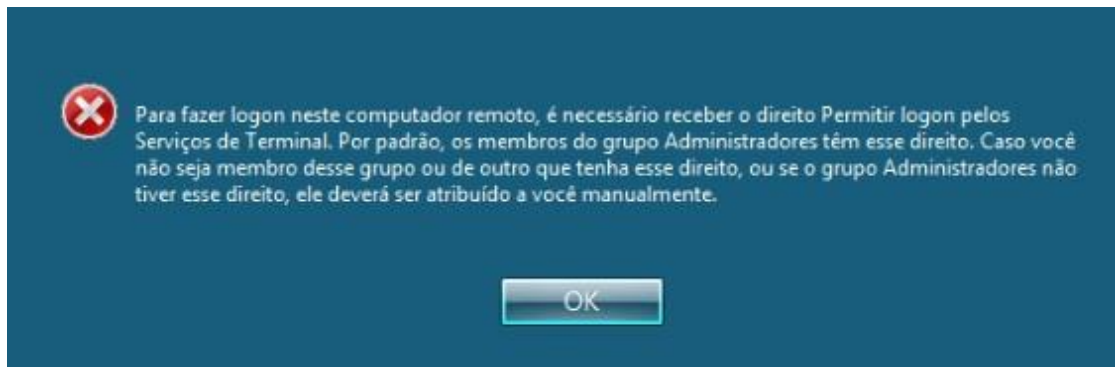 Para fazer logon neste computador remoto, é necessário receber o direito Permitir logon pelos
Serviços de Terminal. Por padrão, os membros do grupo Administradores têm esse direito. Caso você
não seja membro desse grupo ou de outro que tenha esse direito, ou se o grupo Administradores não
tiver esse direito, ele deverá ser atribuído a você manualmente.
OK